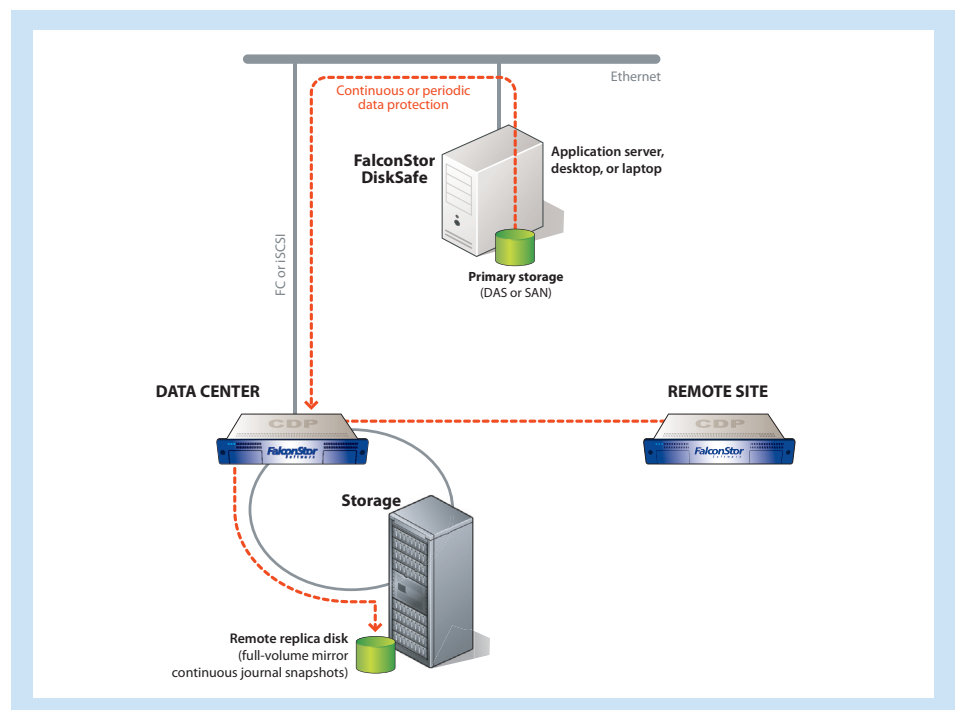 Ethernet
Continuous or periodic
data protection
FalconStor
DiskSafe
Application server,
desktop, or laptop
FC or iSCSI
Primary storage
(DAS or SAN)
DATA CENTER
REMOTE SITE
CDP
CDP
FalconStor
Software
FalconStor
Software
Storage
Remote replica disk
(full-volume mirror
continuous journal snapshots)